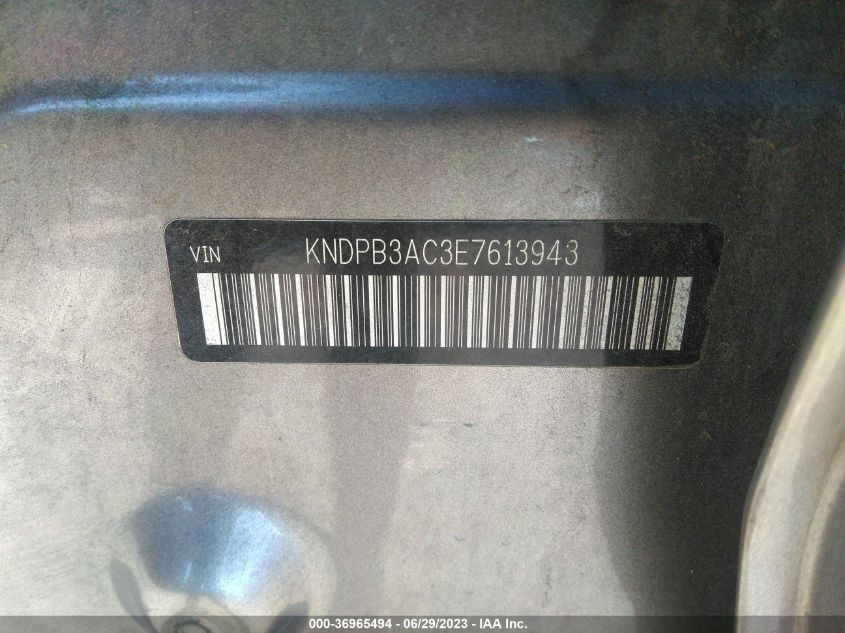 VIN KNDPB3AC3E7613943
000-36965494 - 06/29/2023 - IAA Inc.